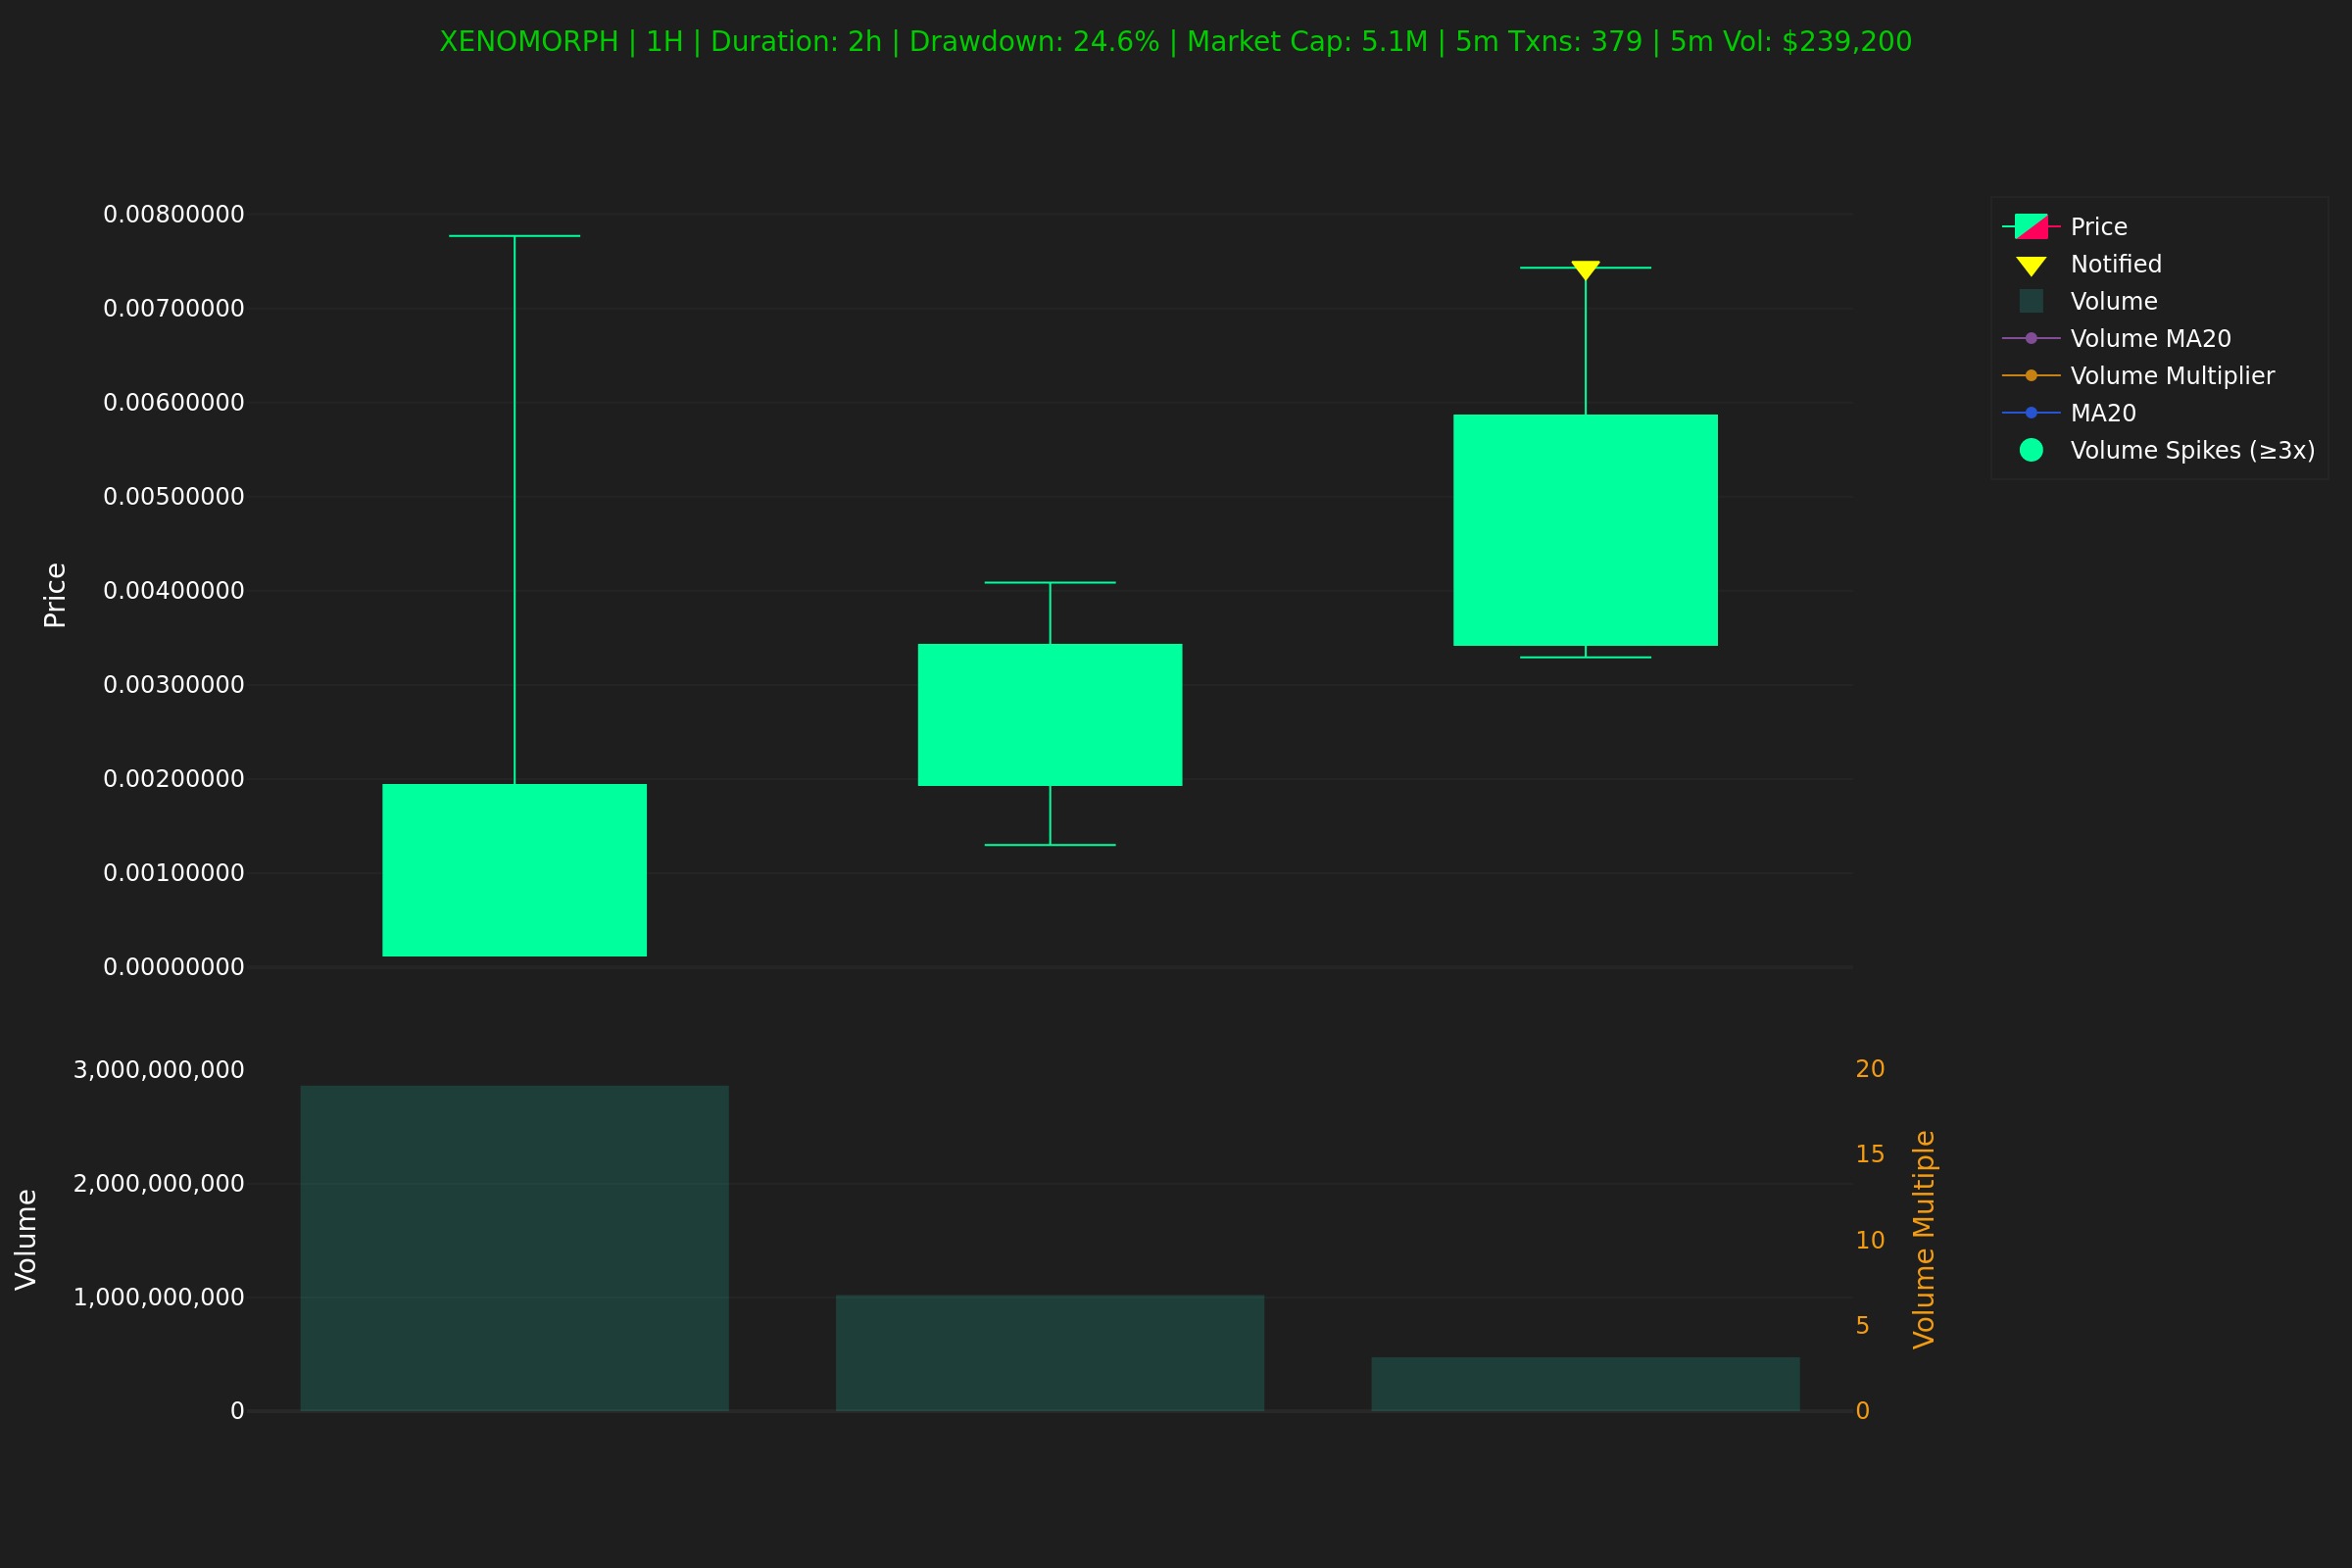 XENOMORPH | 1H | Duration: 2h | Drawdown: 24.6% | Market Cap: 5.1M | 5m Txns: 379 | 5m Vol: $239,200
0.00800000
0.00700000
0.00600000
0.00500000
0.00400000
0.00300000
0.00200000
0.00100000
0.00000000
Price
Price
Notified
Volume
Volume MA20
Volume Multiplier
MA20
Volume Spikes (≥3x)
3,000,000,000
2,000,000,000
1,000,000,000
0
Volume
20
15
10
5
0
Volume Multiple